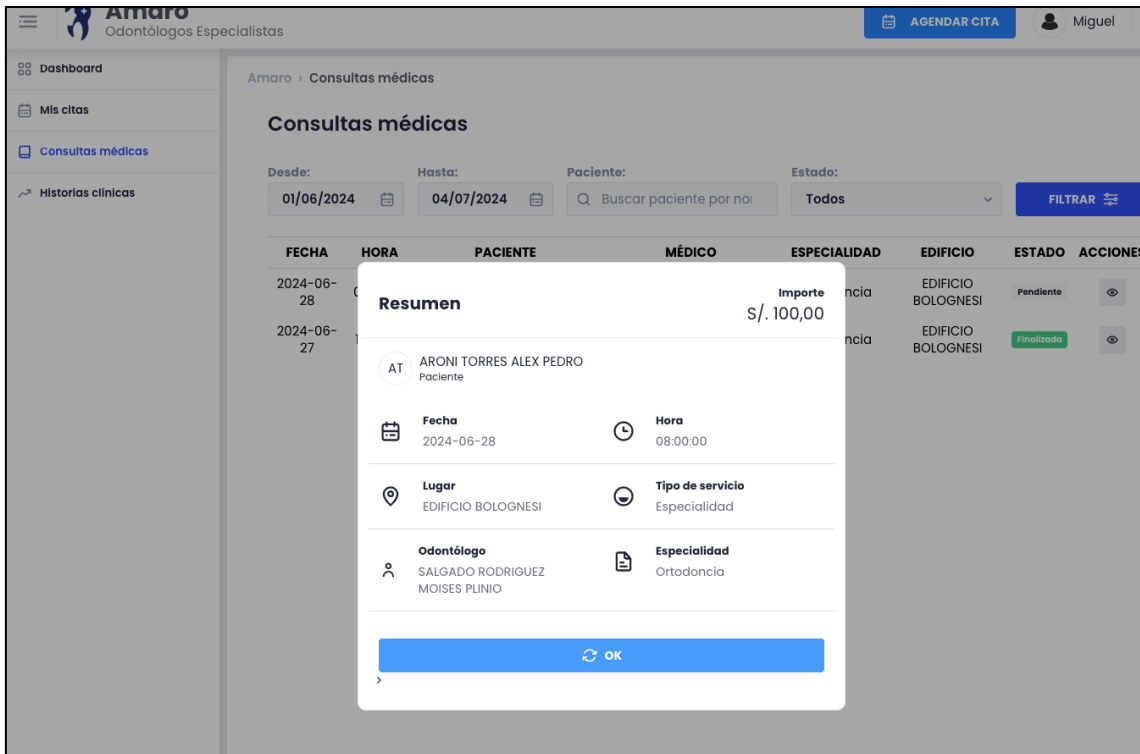 Amaro
Odontólogos Especialistas
AGENDAR CITA
Miguel
Dashboard
Mis citas
Consultas médicas
Historias clínicas
Amaro › Consultas médicas
Consultas médicas
Desde: Hasta: Paciente: Estado:
01/06/2024 04/07/2024 Buscar paciente por no Todos FILTRAR
FECHA HORA PACIENTE MÉDICO ESPECIALIDAD EDIFICIO ESTADO ACCIONES
2024-06-28 ncia EDIFICIO BOLOGNESI Pendiente
2024-06-27 ncia EDIFICIO BOLOGNESI Finalizada
Resumen
Importe
S/. 100,00
AT
ARONI TORRES ALEX PEDRO
Paciente
Fecha
2024-06-28
Hora
08:00:00
Lugar
EDIFICIO BOLOGNESI
Tipo de servicio
Especialidad
Odontólogo
SALGADO RODRIGUEZ
MOISES PLINIO
Especialidad
Ortodoncia
OK
>